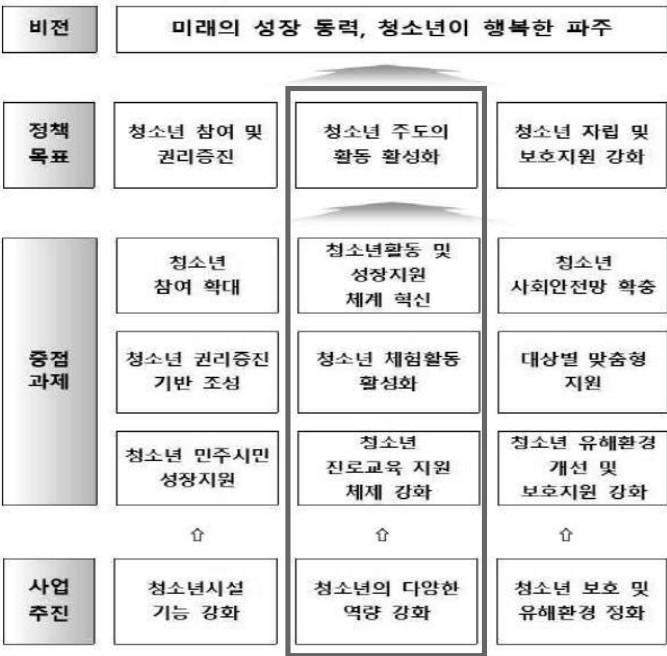 비전
미래의 성장 동력, 청소년이 행복한 파주
정책
목표
청소년 참여 및
권리증진
청소년 주도의
활동 활성화
청소년 자립 및
보호지원 강화
중점
과제
청소년
참여 확대
청소년활동 및
성장지원
체계 혁신
청소년
사회안전망 확충
청소년 권리증진
기반 조성
청소년 체험활동
활성화
대상별 맞춤형
지원
청소년 민주시민
성장지원
청소년
진로교육 지원
체제 강화
청소년 유해환경
개선 및
보호지원 강화
사업
추진
청소년시설
기능 강화
청소년의 다양한
역량 강화
청소년 보호 및
유해환경 정화